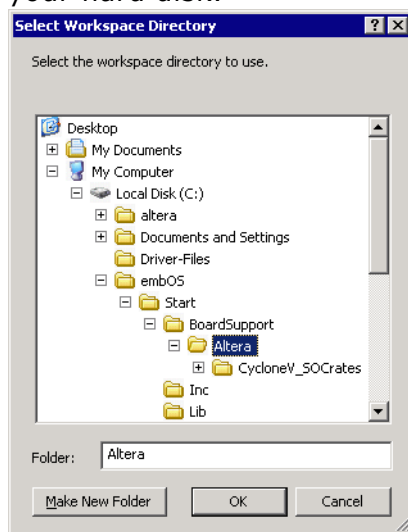 your hard disk.
Select Workspace Directory
Select the workspace directory to use.
Desktop
My Documents
My Computer
Local Disk (C:)
altera
Documents and Settings
Driver-Files
embOS
Start
BoardSupport
Altera
CycloneV_SOCrates
Inc
Lib
Folder: Altera
Make New Folder OK Cancel